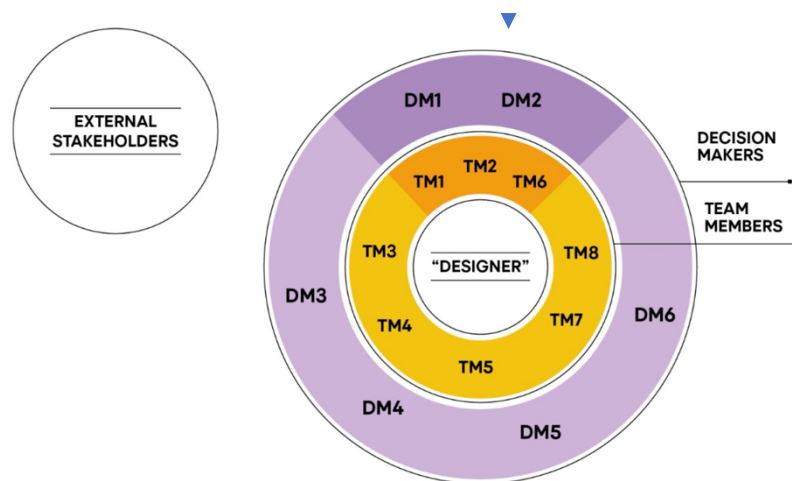 EXTERNAL
STAKEHOLDERS
DM1
DM2
TM1
TM2
TM6
DECISION
MAKERS
TEAM
MEMBERS
TM3
"DESIGNER"
TM8
DM3
TM4
TM7
DM6
TM5
DM4
DM5